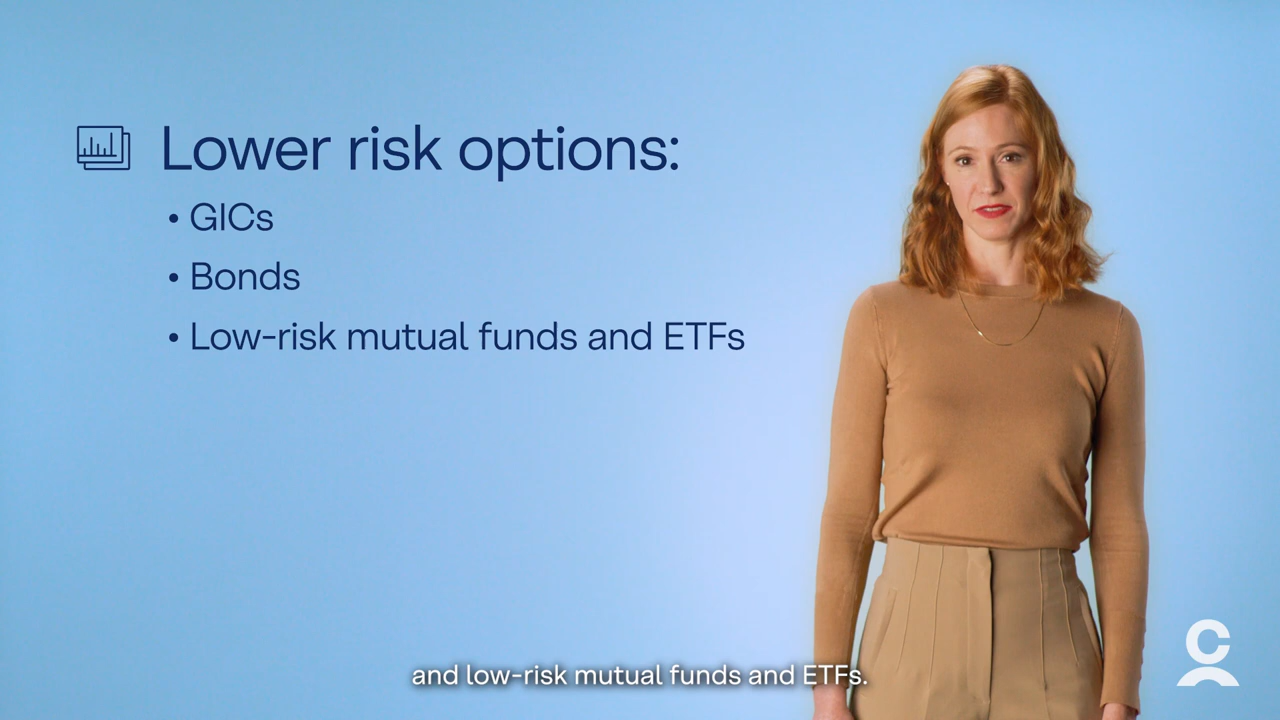 Lower risk options:
• GICs
• Bonds
• Low-risk mutual funds and ETFs
and low-risk mutual funds and ETFs.